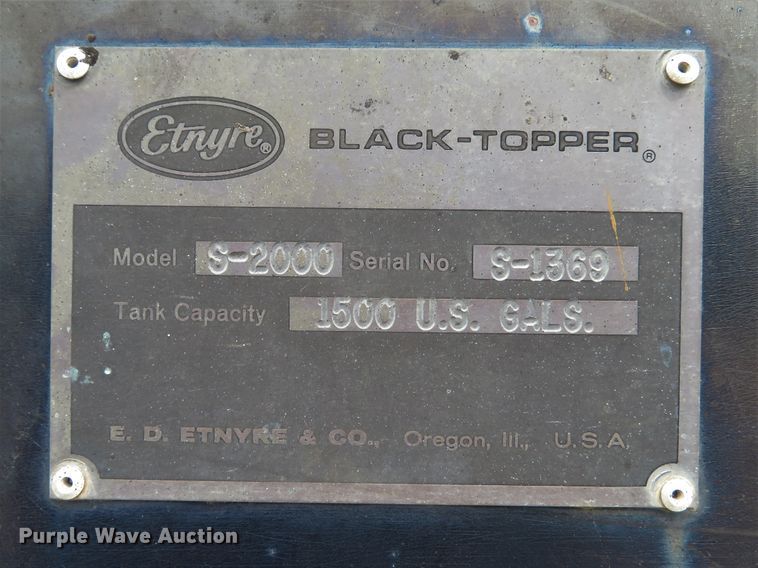 Etnyre® BLACK-TOPPER®
Model S-2000 Serial No. S-1369
Tank Capacity 1500 U.S. GALS.
E. D. ETNYRE & CO., Oregon, Ill., U.S.A.
Purple Wave Auction